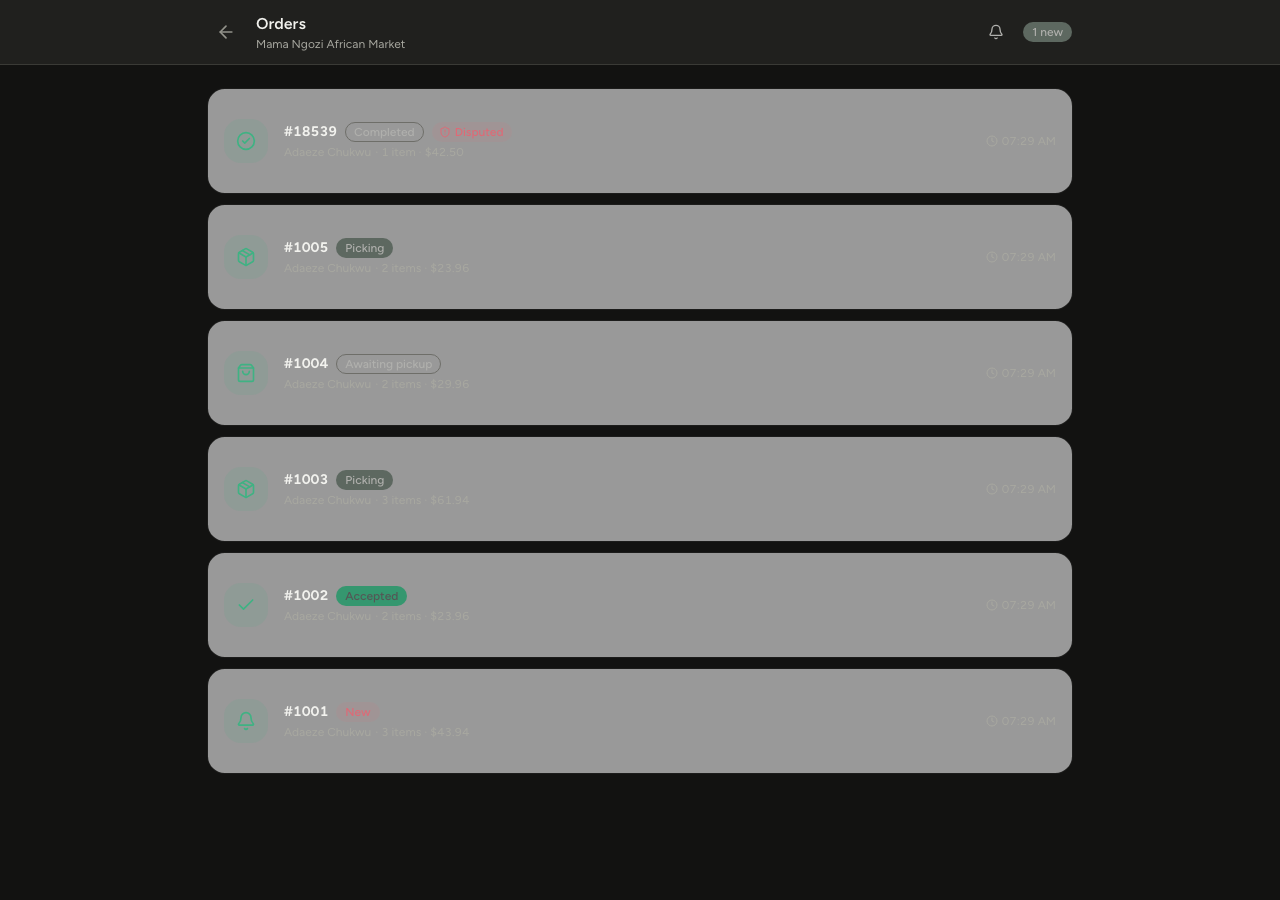 Orders
Mama Ngozi African Market
1 new
#18539 Completed Disputed
Adaeze Chukwu · 1 item · $42.50
07:29 AM
#1005 Picking
Adaeze Chukwu · 2 items · $23.96
07:29 AM
#1004 Awaiting pickup
Adaeze Chukwu · 2 items · $29.96
07:29 AM
#1003 Picking
Adaeze Chukwu · 3 items · $61.94
07:29 AM
#1002 Accepted
Adaeze Chukwu · 2 items · $23.96
07:29 AM
#1001 New
Adaeze Chukwu · 3 items · $43.94
07:29 AM